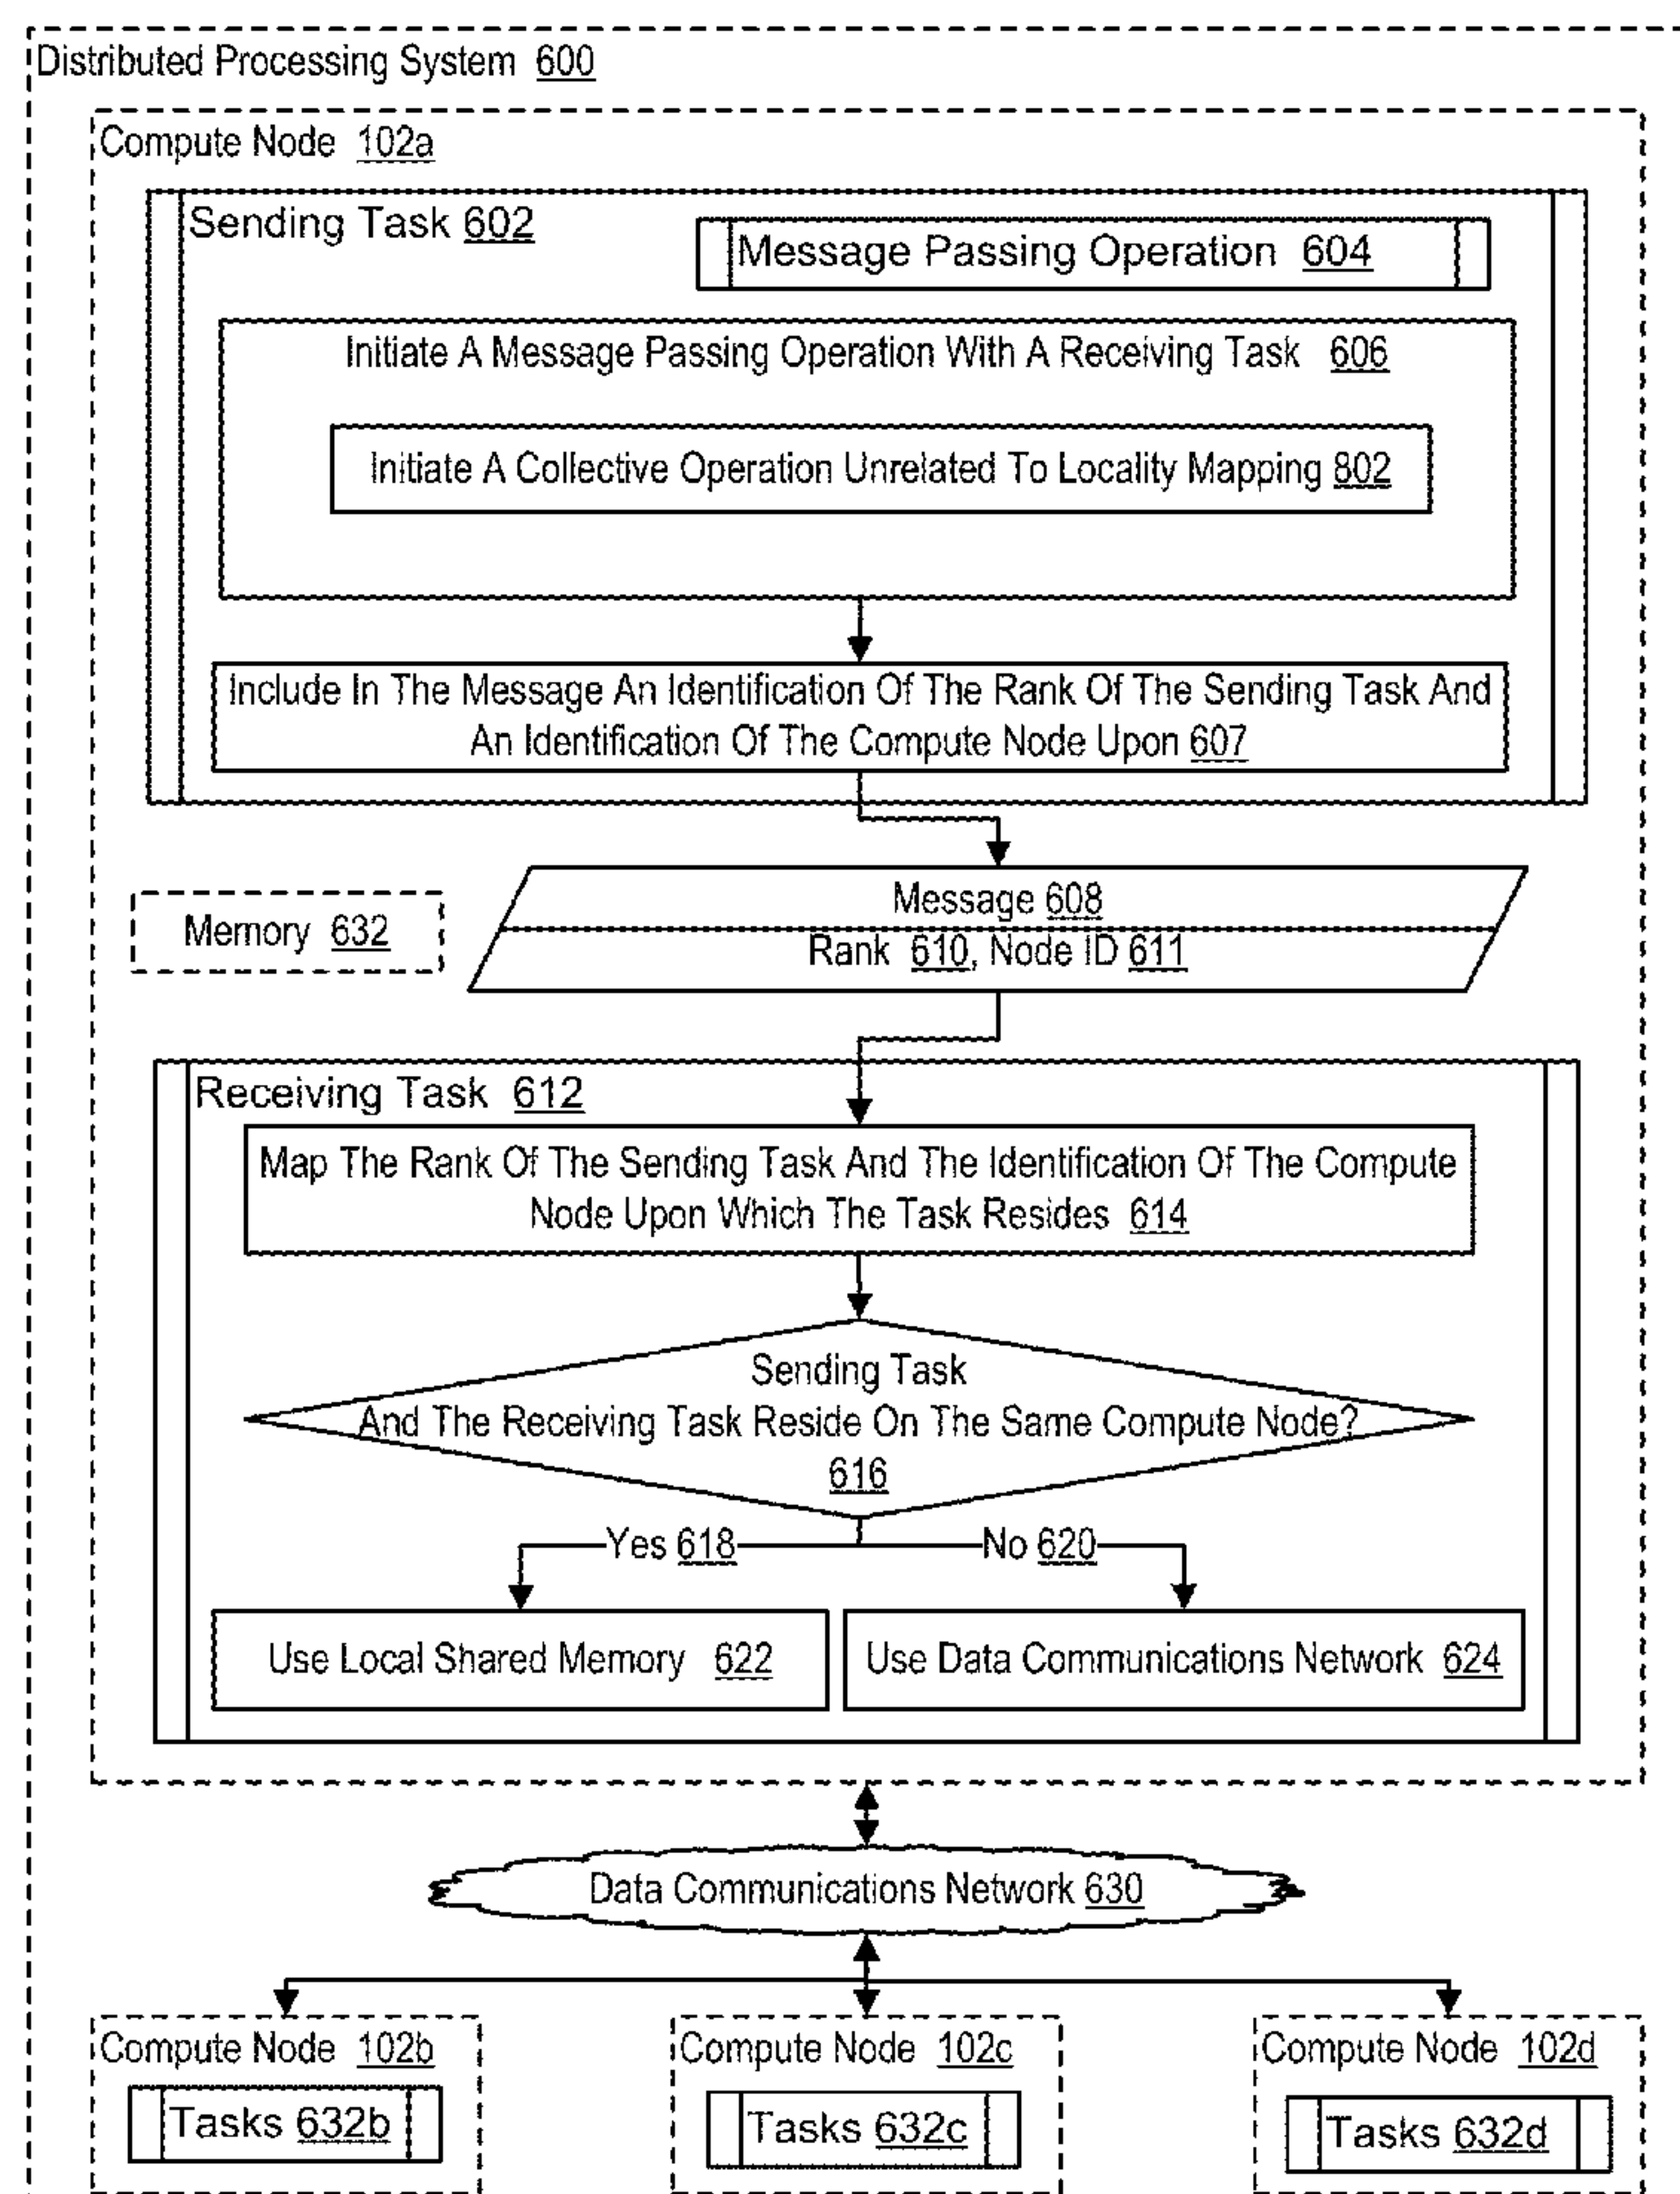 Distributed Processing System 600
Compute Node 102a
Sending Task 602
Message Passing Operation 604
Initiate A Message Passing Operation With A Receiving Task 606
Initiate A Collective Operation Unrelated To Locality Mapping 802
Include In The Message An Identification Of The Rank Of The Sending Task And
An Identification Of The Compute Node Upon 607
Message 608
Memory 632
Rank 610, Node ID 611
Receiving Task 612
Map The Rank Of The Sending Task And The Identification Of The Compute
Node Upon Which The Task Resides 614
Sending Task
And The Receiving Task Reside On The Same Compute Node?
616
Yes 618
No 620
Use Local Shared Memory 622
Use Data Communications Network 624
Data Communications Network 630
Compute Node 102b
Tasks 632b
Compute Node 102c
Tasks 632c
Compute Node 102d
Tasks 632d